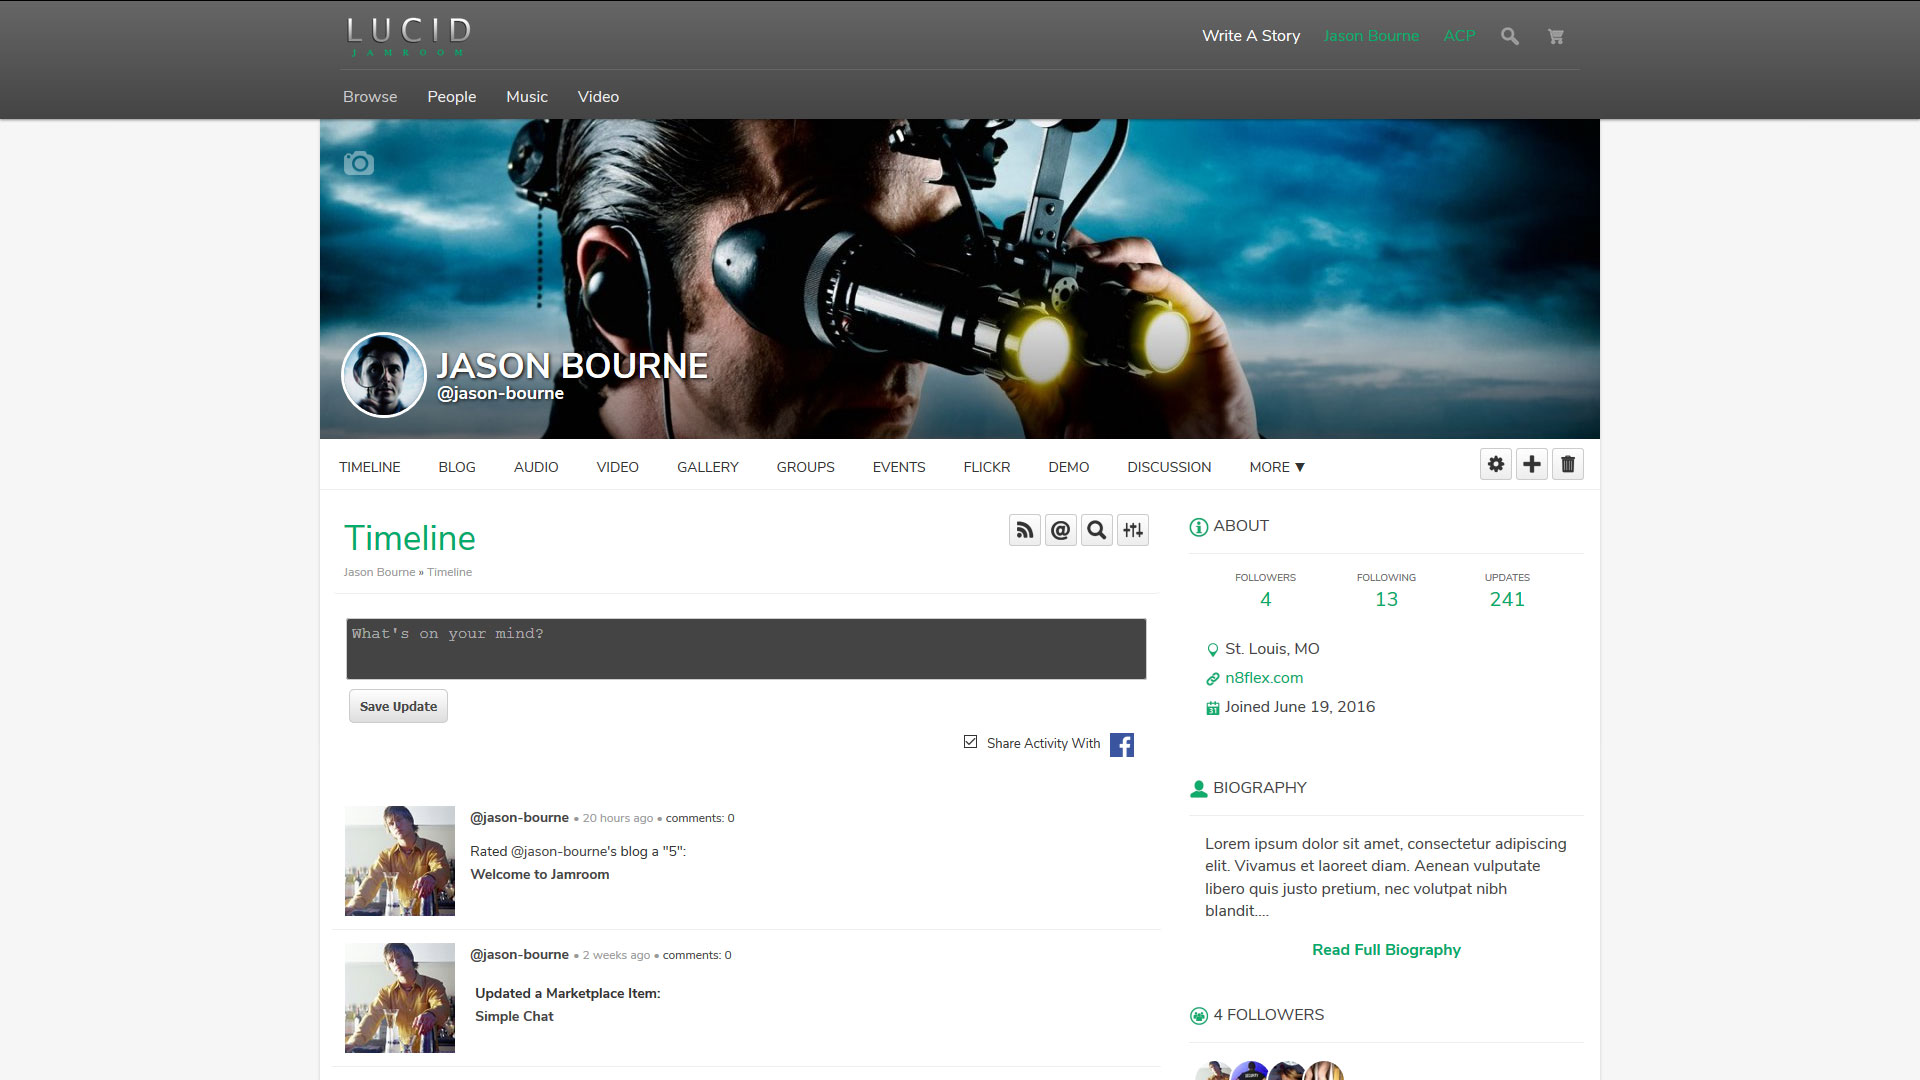 LUCID
JAMROOM
Write A Story Jason Bourne ACP
Browse People Music Video
JASON BOURNE
@jason-bourne
TIMELINE BLOG AUDIO VIDEO GALLERY GROUPS EVENTS FLICKR DEMO DISCUSSION MORE ▼
Timeline
Jason Bourne » Timeline
What's on your mind?
Save Update
Share Activity With
@jason-bourne • 20 hours ago • comments: 0
Rated @jason-bourne's blog a "5":
Welcome to Jamroom
@jason-bourne • 2 weeks ago • comments: 0
Updated a Marketplace Item:
Simple Chat
ABOUT
FOLLOWERS FOLLOWING UPDATES
4 13 241
St. Louis, MO
n8flex.com
Joined June 19, 2016
BIOGRAPHY
Lorem ipsum dolor sit amet, consectetur adipiscing
elit. Vivamus et laoreet diam. Aenean vulputate
libero quis justo pretium, nec volutpat nibh
blandit....
Read Full Biography
4 FOLLOWERS
SECURITY